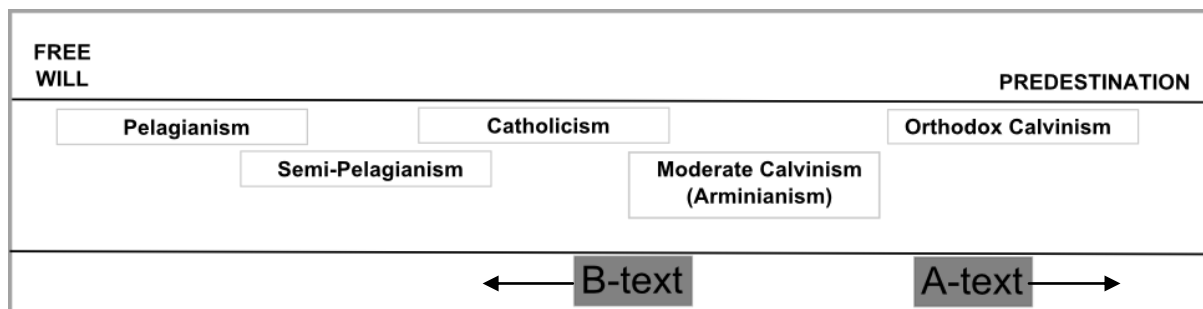 FREE
WILL
PREDESTINATION
Pelagianism
Catholicism
Orthodox Calvinism
Semi-Pelagianism
Moderate Calvinism
(Arminianism)
B-text
A-text